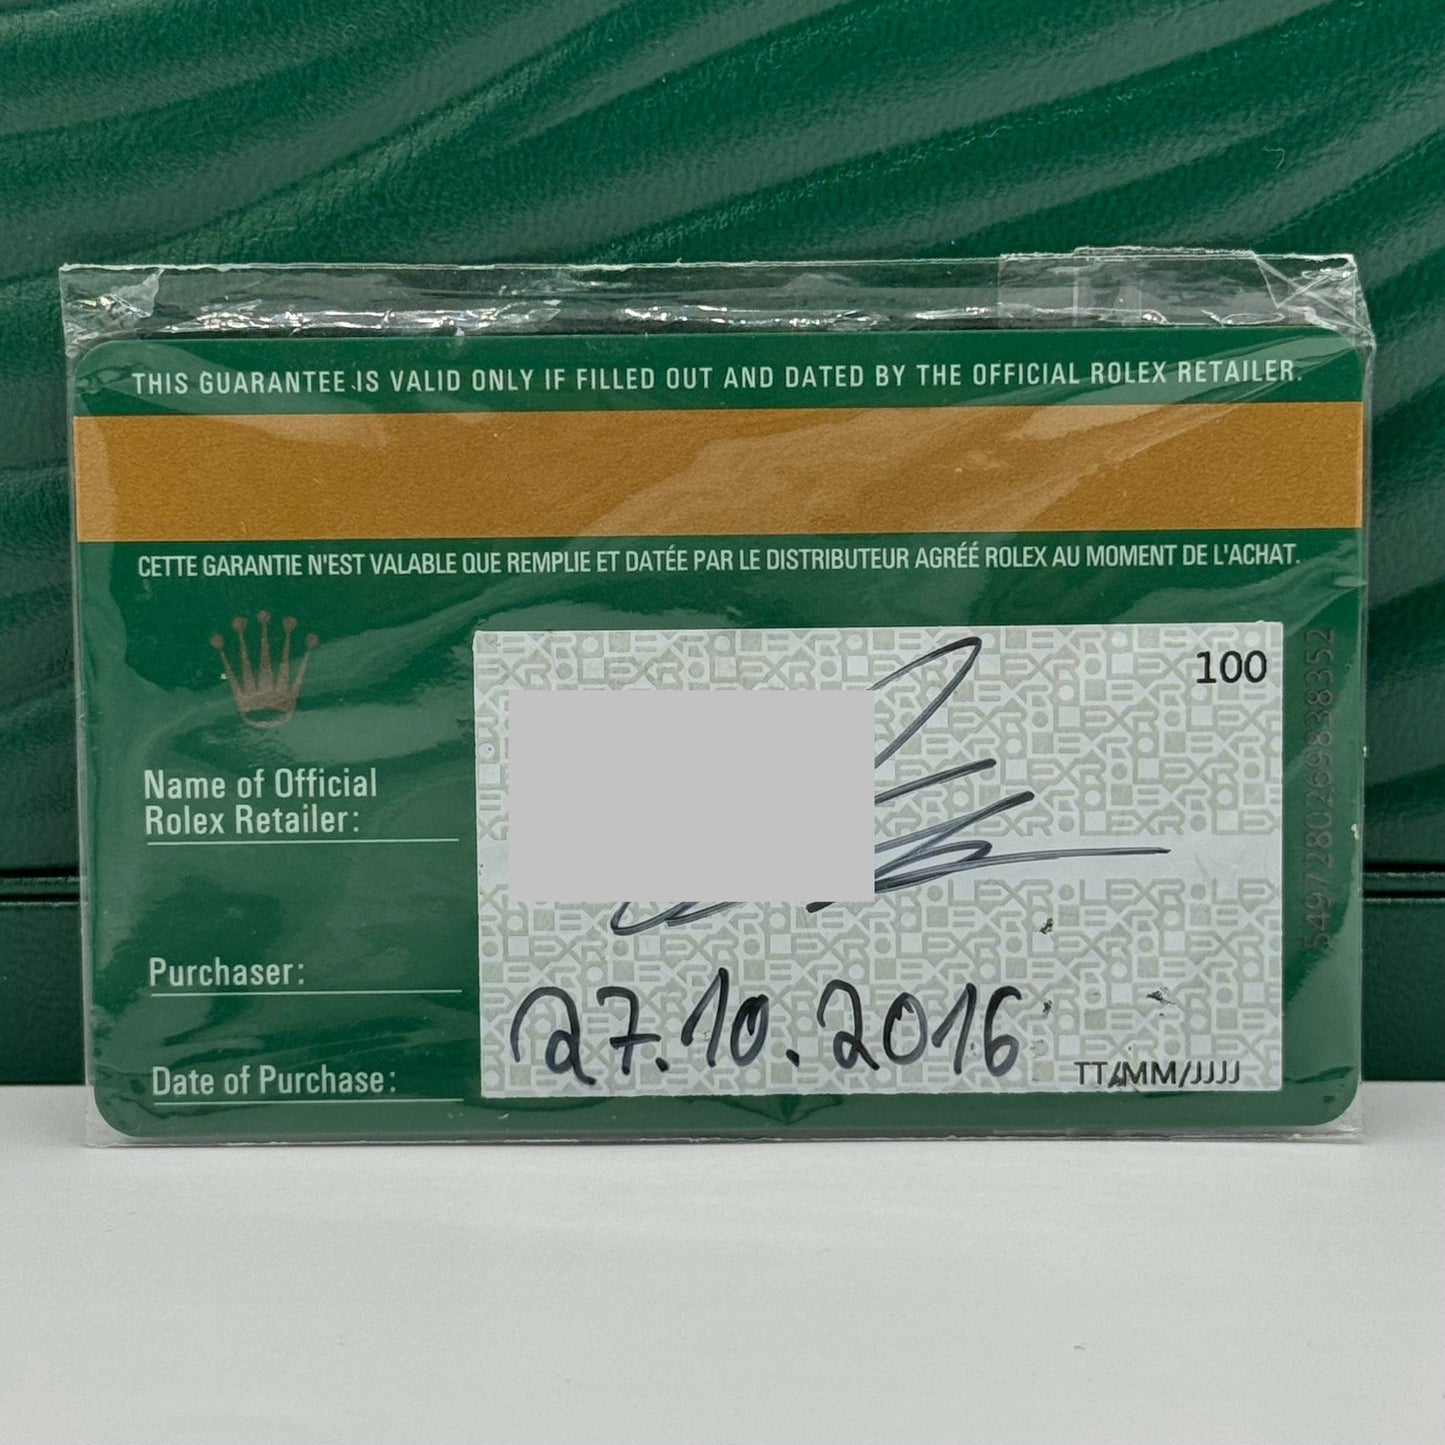 THIS GUARANTEE IS VALID ONLY IF FILLED OUT AND DATED BY THE OFFICIAL ROLEX RETAILER.
CETTE GARANTIE N'EST VALABLE QUE REMPLIE ET DATÉE PAR LE DISTRIBUTEUR AGRÉÉ ROLEX AU MOMENT DE L'ACHAT.
100
Name of Official
Rolex Retailer:
Purchaser:
27.10.2016
Date of Purchase:
TT/MM/JJJJ